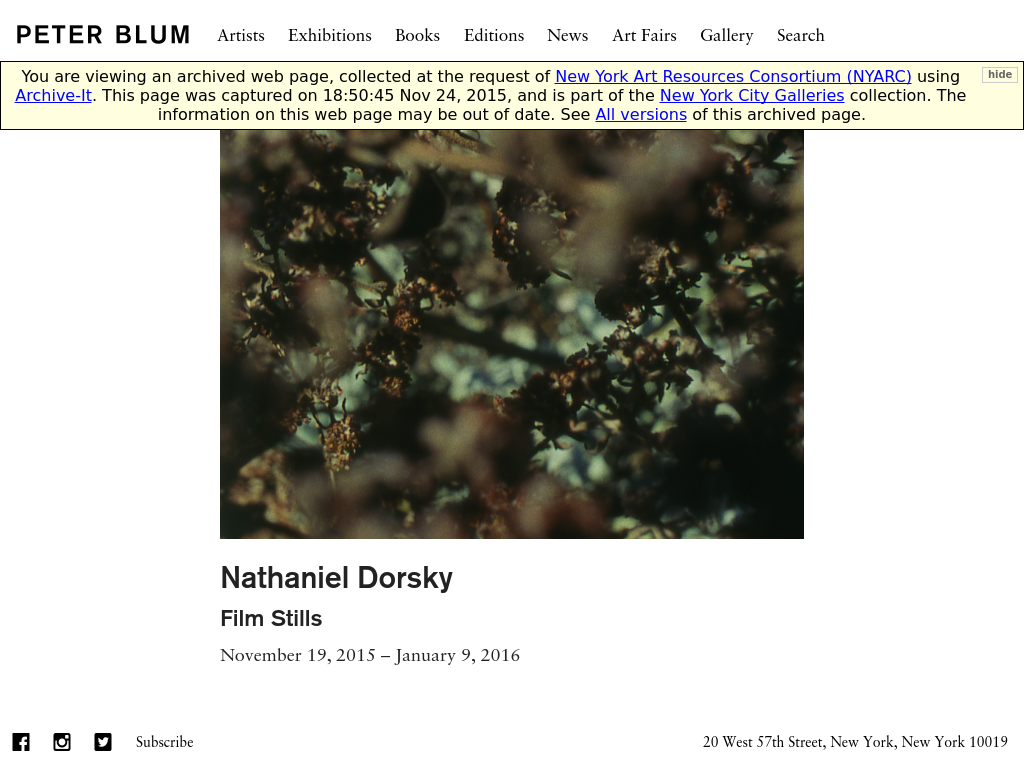 PETER BLUM Artists Exhibitions Books Editions News Art Fairs Gallery Search
You are viewing an archived web page, collected at the request of New York Art Resources Consortium (NYARC) using
Archive-It. This page was captured on 18:50:45 Nov 24, 2015, and is part of the New York City Galleries collection. The
information on this web page may be out of date. See All versions of this archived page.
hide
Nathaniel Dorsky
Film Stills
November 19, 2015 – January 9, 2016
Subscribe
20 West 57th Street, New York, New York 10019